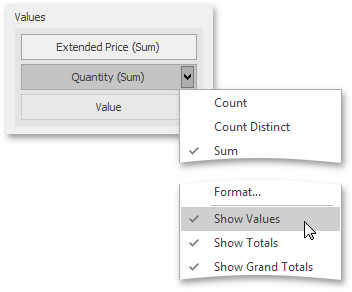 Values
Extended Price (Sum)
Quantity (Sum)
Value
Count
Count Distinct
Sum
Format...
Show Values
Show Totals
Show Grand Totals